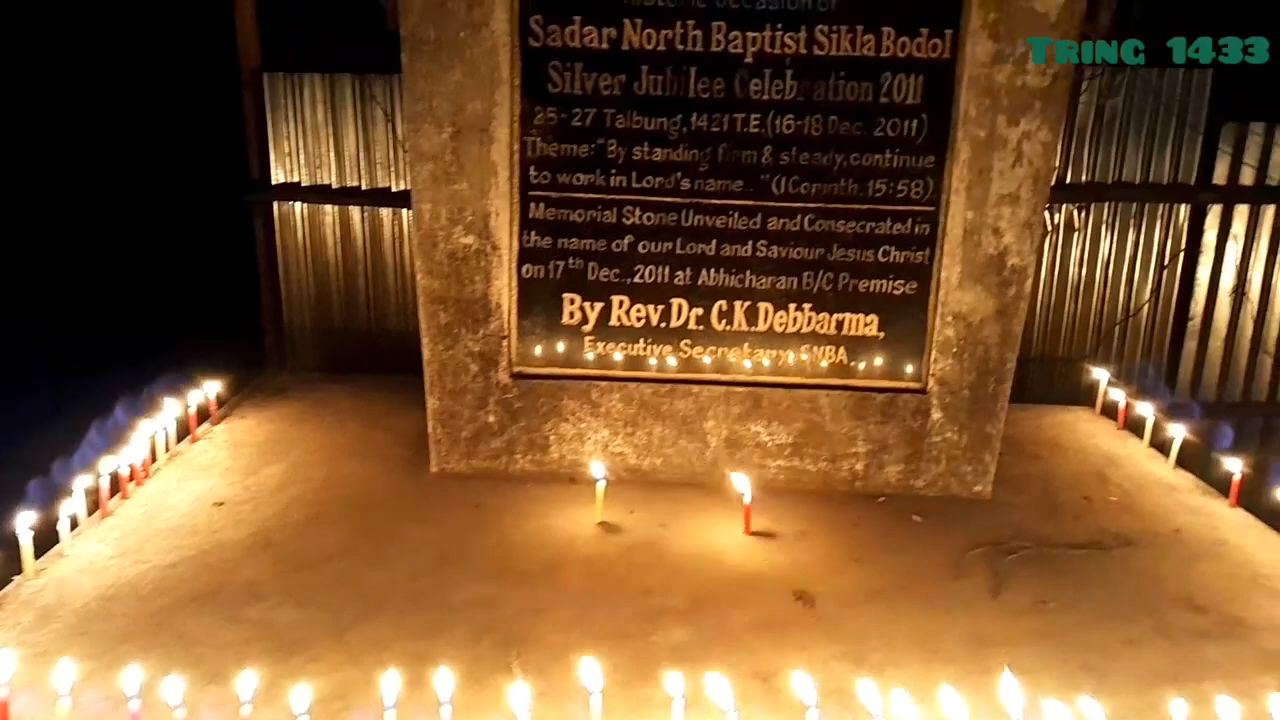 Historic occasion of
Sadar North Baptist Sikla Bodol
Silver Jubilee Celebration 2011
25-27 Talbung, 1421 T.E.(16-18 Dec. 2011)
Theme:"By standing firm & steady, continue
to work in Lord's name.. "(1 Corinth. 15:58)
Memorial Stone Unveiled and Consecrated in
the name of our Lord and Saviour Jesus Christ
on 17th Dec., 2011 at Abhicharan B/C Premise
By Rev. Dr. C.K. Debbarma,
Executive Secretary, SNBA.
Tring 1433